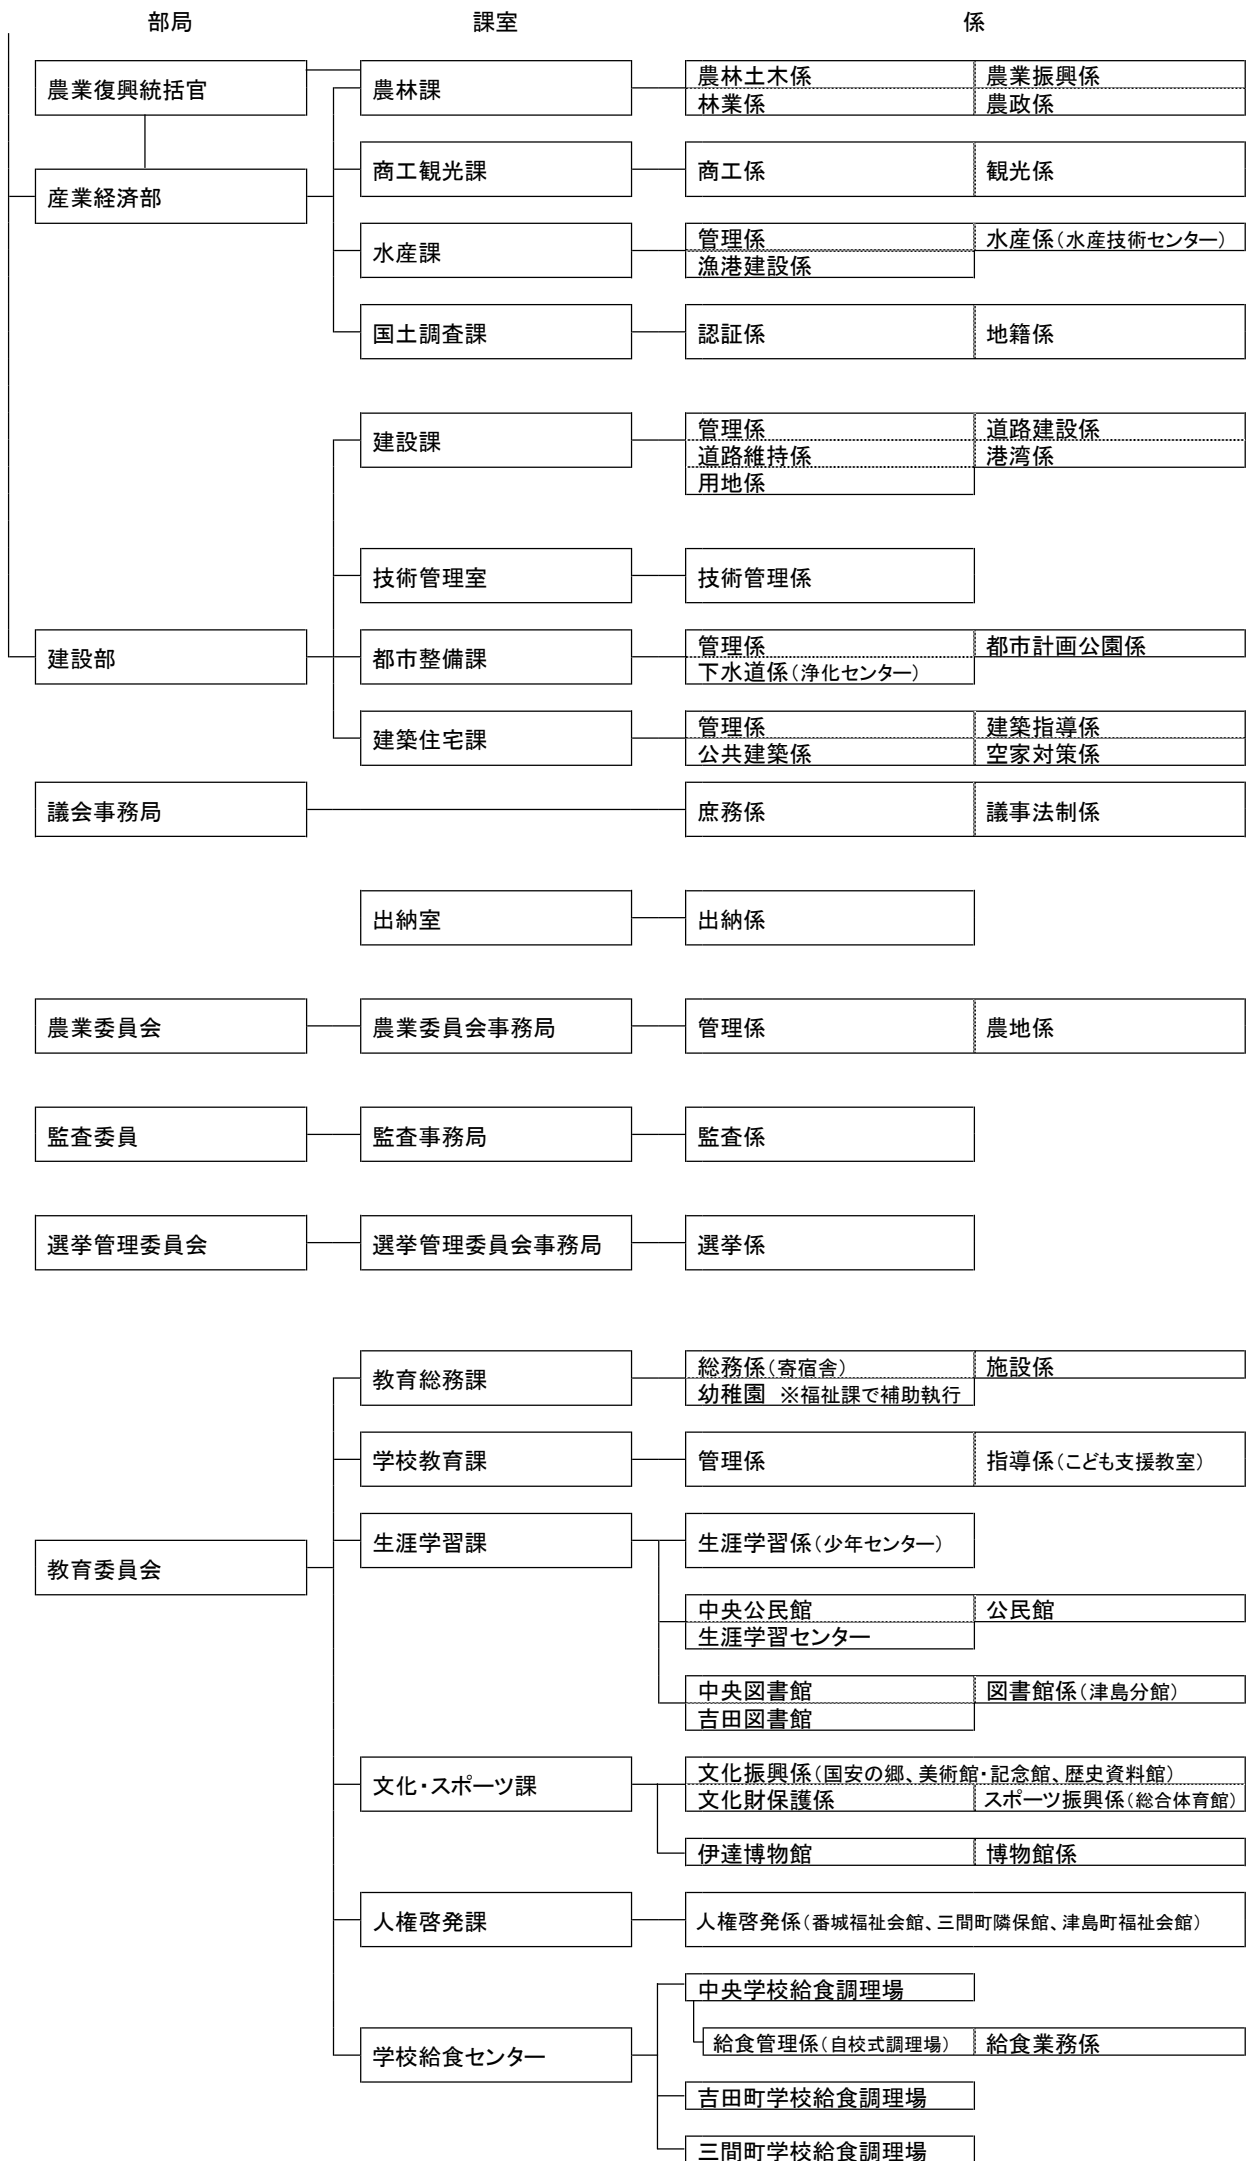 部局 課室 係
農業復興統括官 農林課 農林土木係 農業振興係
林業係 農政係
産業経済部 商工観光課 商工係 観光係
水産課 管理係 水産係(水産技術センター)
漁港建設係
国土調査課 認証係 地籍係
建設課 管理係 道路建設係
道路維持係 港湾係
用地係
技術管理室 技術管理係
建設部 都市整備課 管理係 都市計画公園係
下水道係(浄化センター)
建築住宅課 管理係 建築指導係
公共建築係 空家対策係
議会事務局 庶務係 議事法制係
出納室 出納係
農業委員会 農業委員会事務局 管理係 農地係
監査委員 監査事務局 監査係
選挙管理委員会 選挙管理委員会事務局 選挙係
教育総務課 総務係(寄宿舎) 施設係
幼稚園 ※福祉課で補助執行
学校教育課 管理係 指導係(こども支援教室)
教育委員会 生涯学習課 生涯学習係(少年センター)
中央公民館 公民館
生涯学習センター
中央図書館 図書館係(津島分館)
吉田図書館
文化・スポーツ課 文化振興係(国安の郷、美術館・記念館、歴史資料館)
文化財保護係 スポーツ振興係(総合体育館)
伊達博物館 博物館係
人権啓発課 人権啓発係(番城福祉会館、三間町隣保館、津島町福祉会館)
中央学校給食調理場
学校給食センター 給食管理係(自校式調理場) 給食業務係
吉田町学校給食調理場
三間町学校給食調理場